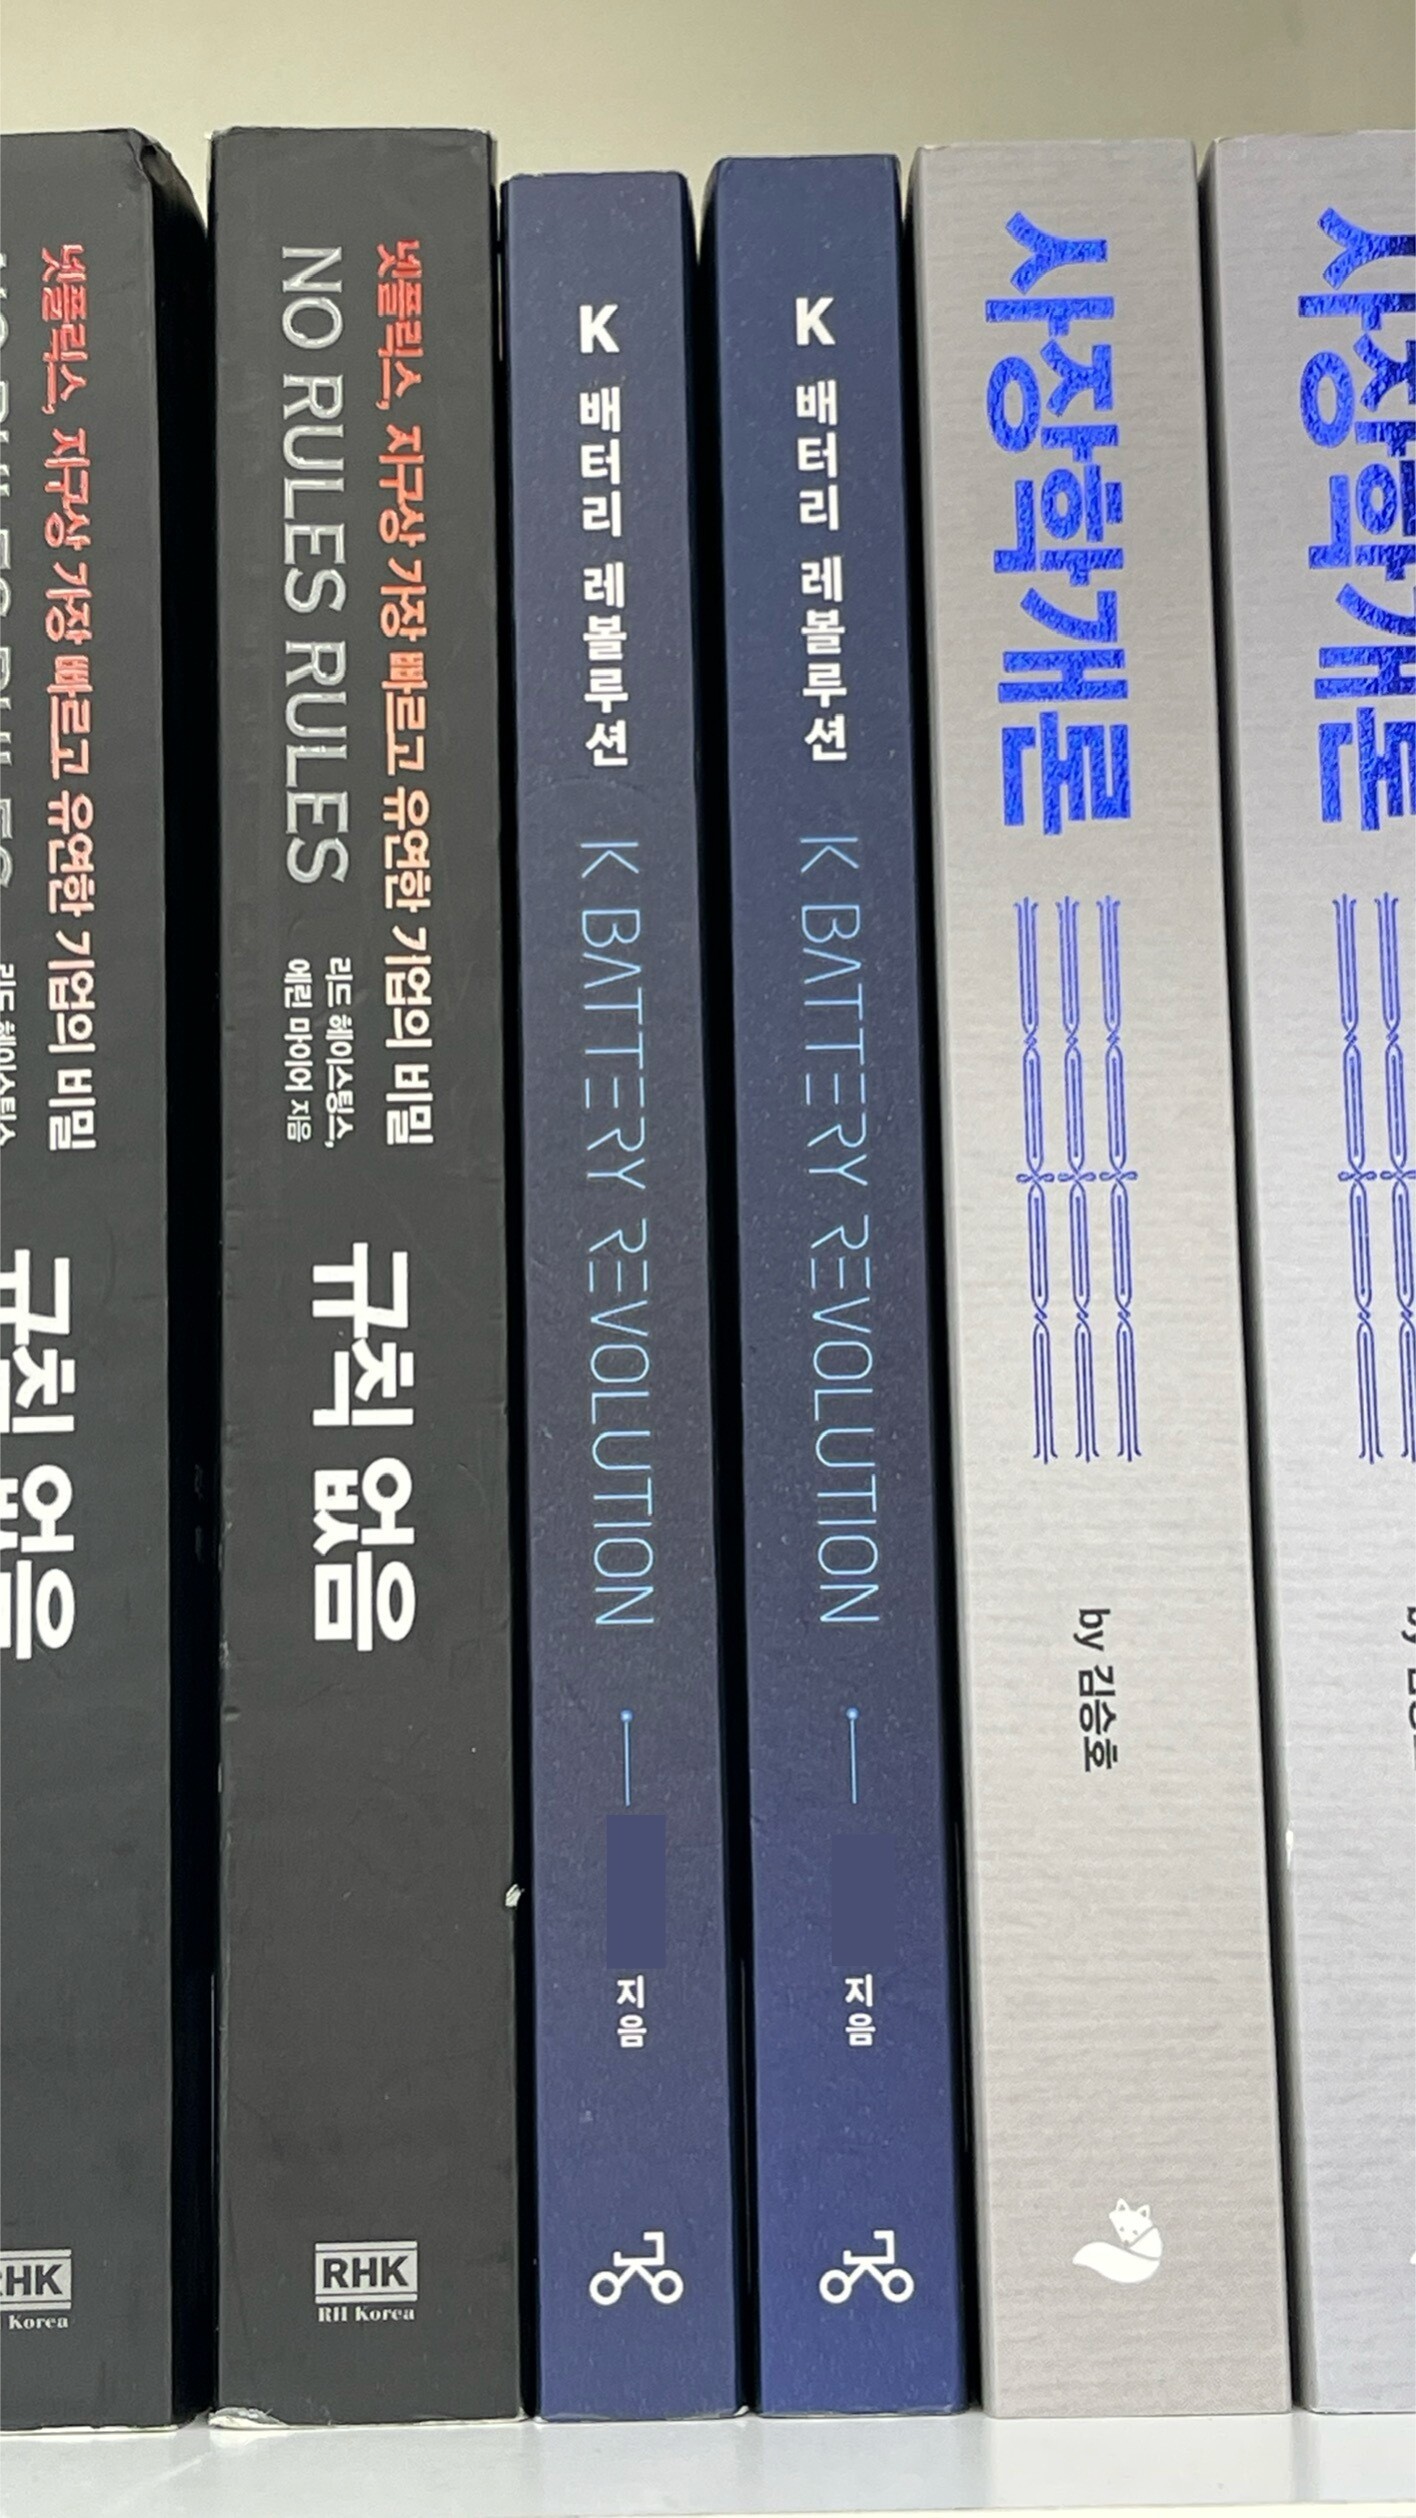 넷플릭스, 지구상 가장 빠르고 유연한 기업의 비밀
규칙
RHK
Korea
넷플릭스, 지구상 가장 빠르고 유연한 기업의 비밀
NO RULES RULES
리드 헤이스팅스,
에린 마이어 지음
규칙 없음
RHK
RH Korea
K 배터리 레볼루션
K BATTERY REVOLUTION
지음
K 배터리 레볼루션
K BATTERY REVOLUTION
지음
사장학개론
by 김승호
사장학개론
by